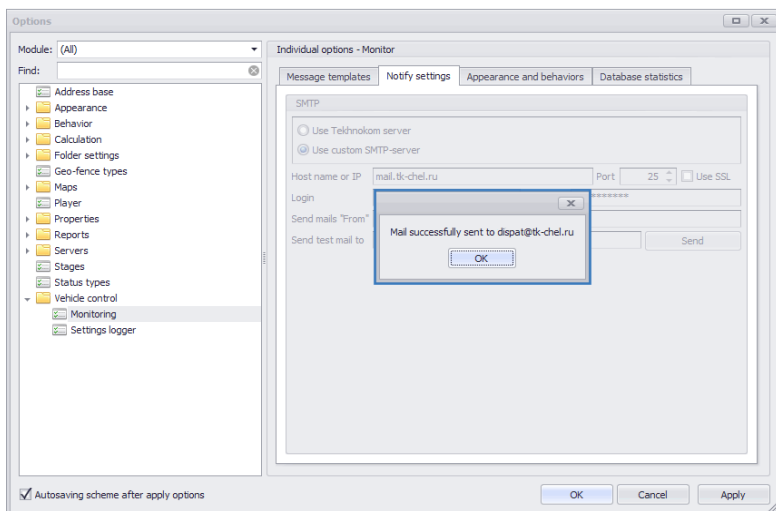 Options
Module: (All)
Find:
Address base
Appearance
Behavior
Calculation
Folder settings
Geo-fence types
Maps
Player
Properties
Reports
Servers
Stages
Status types
Vehicle control
Monitoring
Settings logger
Autosaving scheme after apply options
Individual options - Monitor
Message templates Notify settings Appearance and behaviors Database statistics
SMTP
Use Tekhnokom server
Use custom SMTP-server
Host name or IP mail.tk-chel.ru Port 25 Use SSL
Login *******
Send mails "From"
Send test mail to Send
Mail successfully sent to dispat@tk-chel.ru
OK
OK Cancel Apply